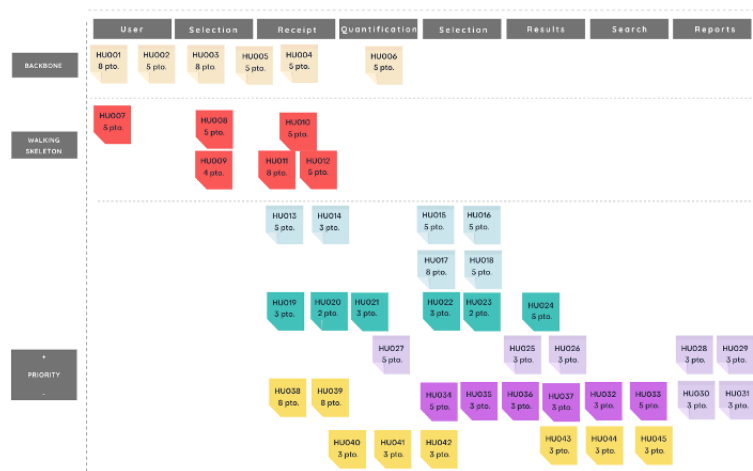 User
Selection
Receipt
Quantification
Selection
Results
Search
Reports
BACKBONE
HU001
8 pto.
HU002
5 pto.
HU003
8 pto.
HU005
5 pto.
HU004
5 pto.
HU006
5 pto.
WALKING
SKELETON
HU007
3 pto.
HU008
5 pto.
HU010
5 pto.
HU009
4 pto.
HU011
8 pto.
HU012
5 pto.
HU013
5 pto.
HU014
3 pto.
HU015
5 pto.
HU016
5 pto.
HU017
8 pto.
HU018
5 pto.
HU019
3 pto.
HU020
2 pto.
HU021
3 pto.
HU022
3 pto.
HU023
2 pto.
HU024
5 pto.
+
PRIORITY
-
HU027
5 pto.
HU025
3 pto.
HU026
3 pto.
HU028
3 pto.
HU029
3 pto.
HU038
8 pto.
HU039
8 pto.
HU034
5 pto.
HU035
3 pto.
HU036
3 pto.
HU037
3 pto.
HU032
3 pto.
HU033
5 pto.
HU030
3 pto.
HU031
3 pto.
HU040
3 pto.
HU041
3 pto.
HU042
3 pto.
HU043
3 pto.
HU044
3 pto.
HU045
3 pto.